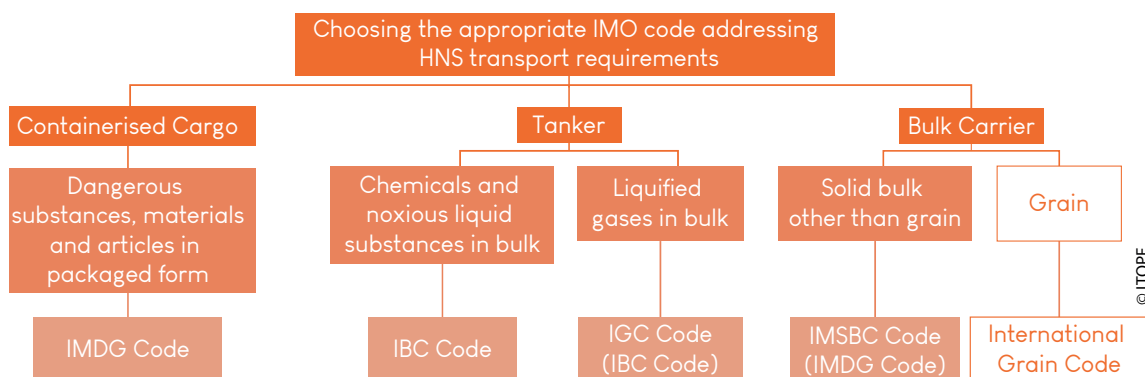 Choosing the appropriate IMO code addressing
HNS transport requirements
Containerised Cargo
Tanker
Bulk Carrier
Dangerous
substances, materials
and articles in
packaged form
Chemicals and
noxious liquid
substances in bulk
Liquified
gases in bulk
Solid bulk
other than grain
Grain
IMDG Code
IBC Code
IGC Code
(IBC Code)
IMSBC Code
(IMDG Code)
International
Grain Code
© ITOPF